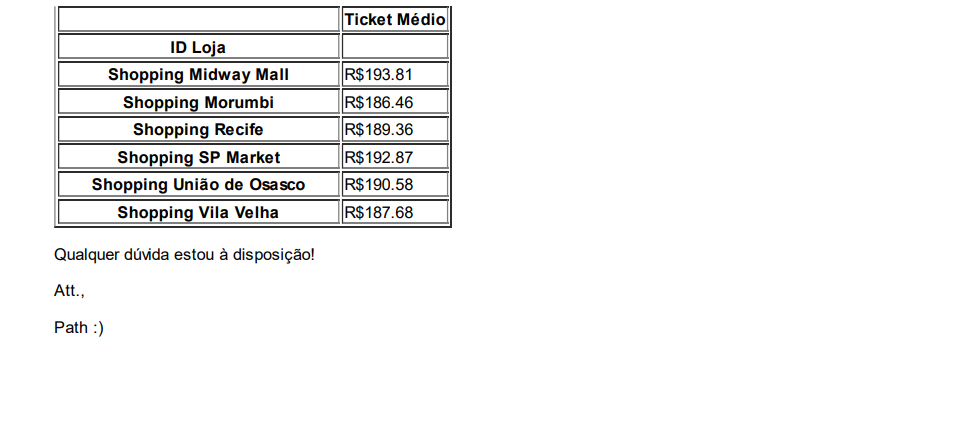 Ticket Médio
ID Loja
Shopping Midway Mall R$193.81
Shopping Morumbi R$186.46
Shopping Recife R$189.36
Shopping SP Market R$192.87
Shopping União de Osasco R$190.58
Shopping Vila Velha R$187.68
Qualquer dúvida estou à disposição!
Att.,
Path :)